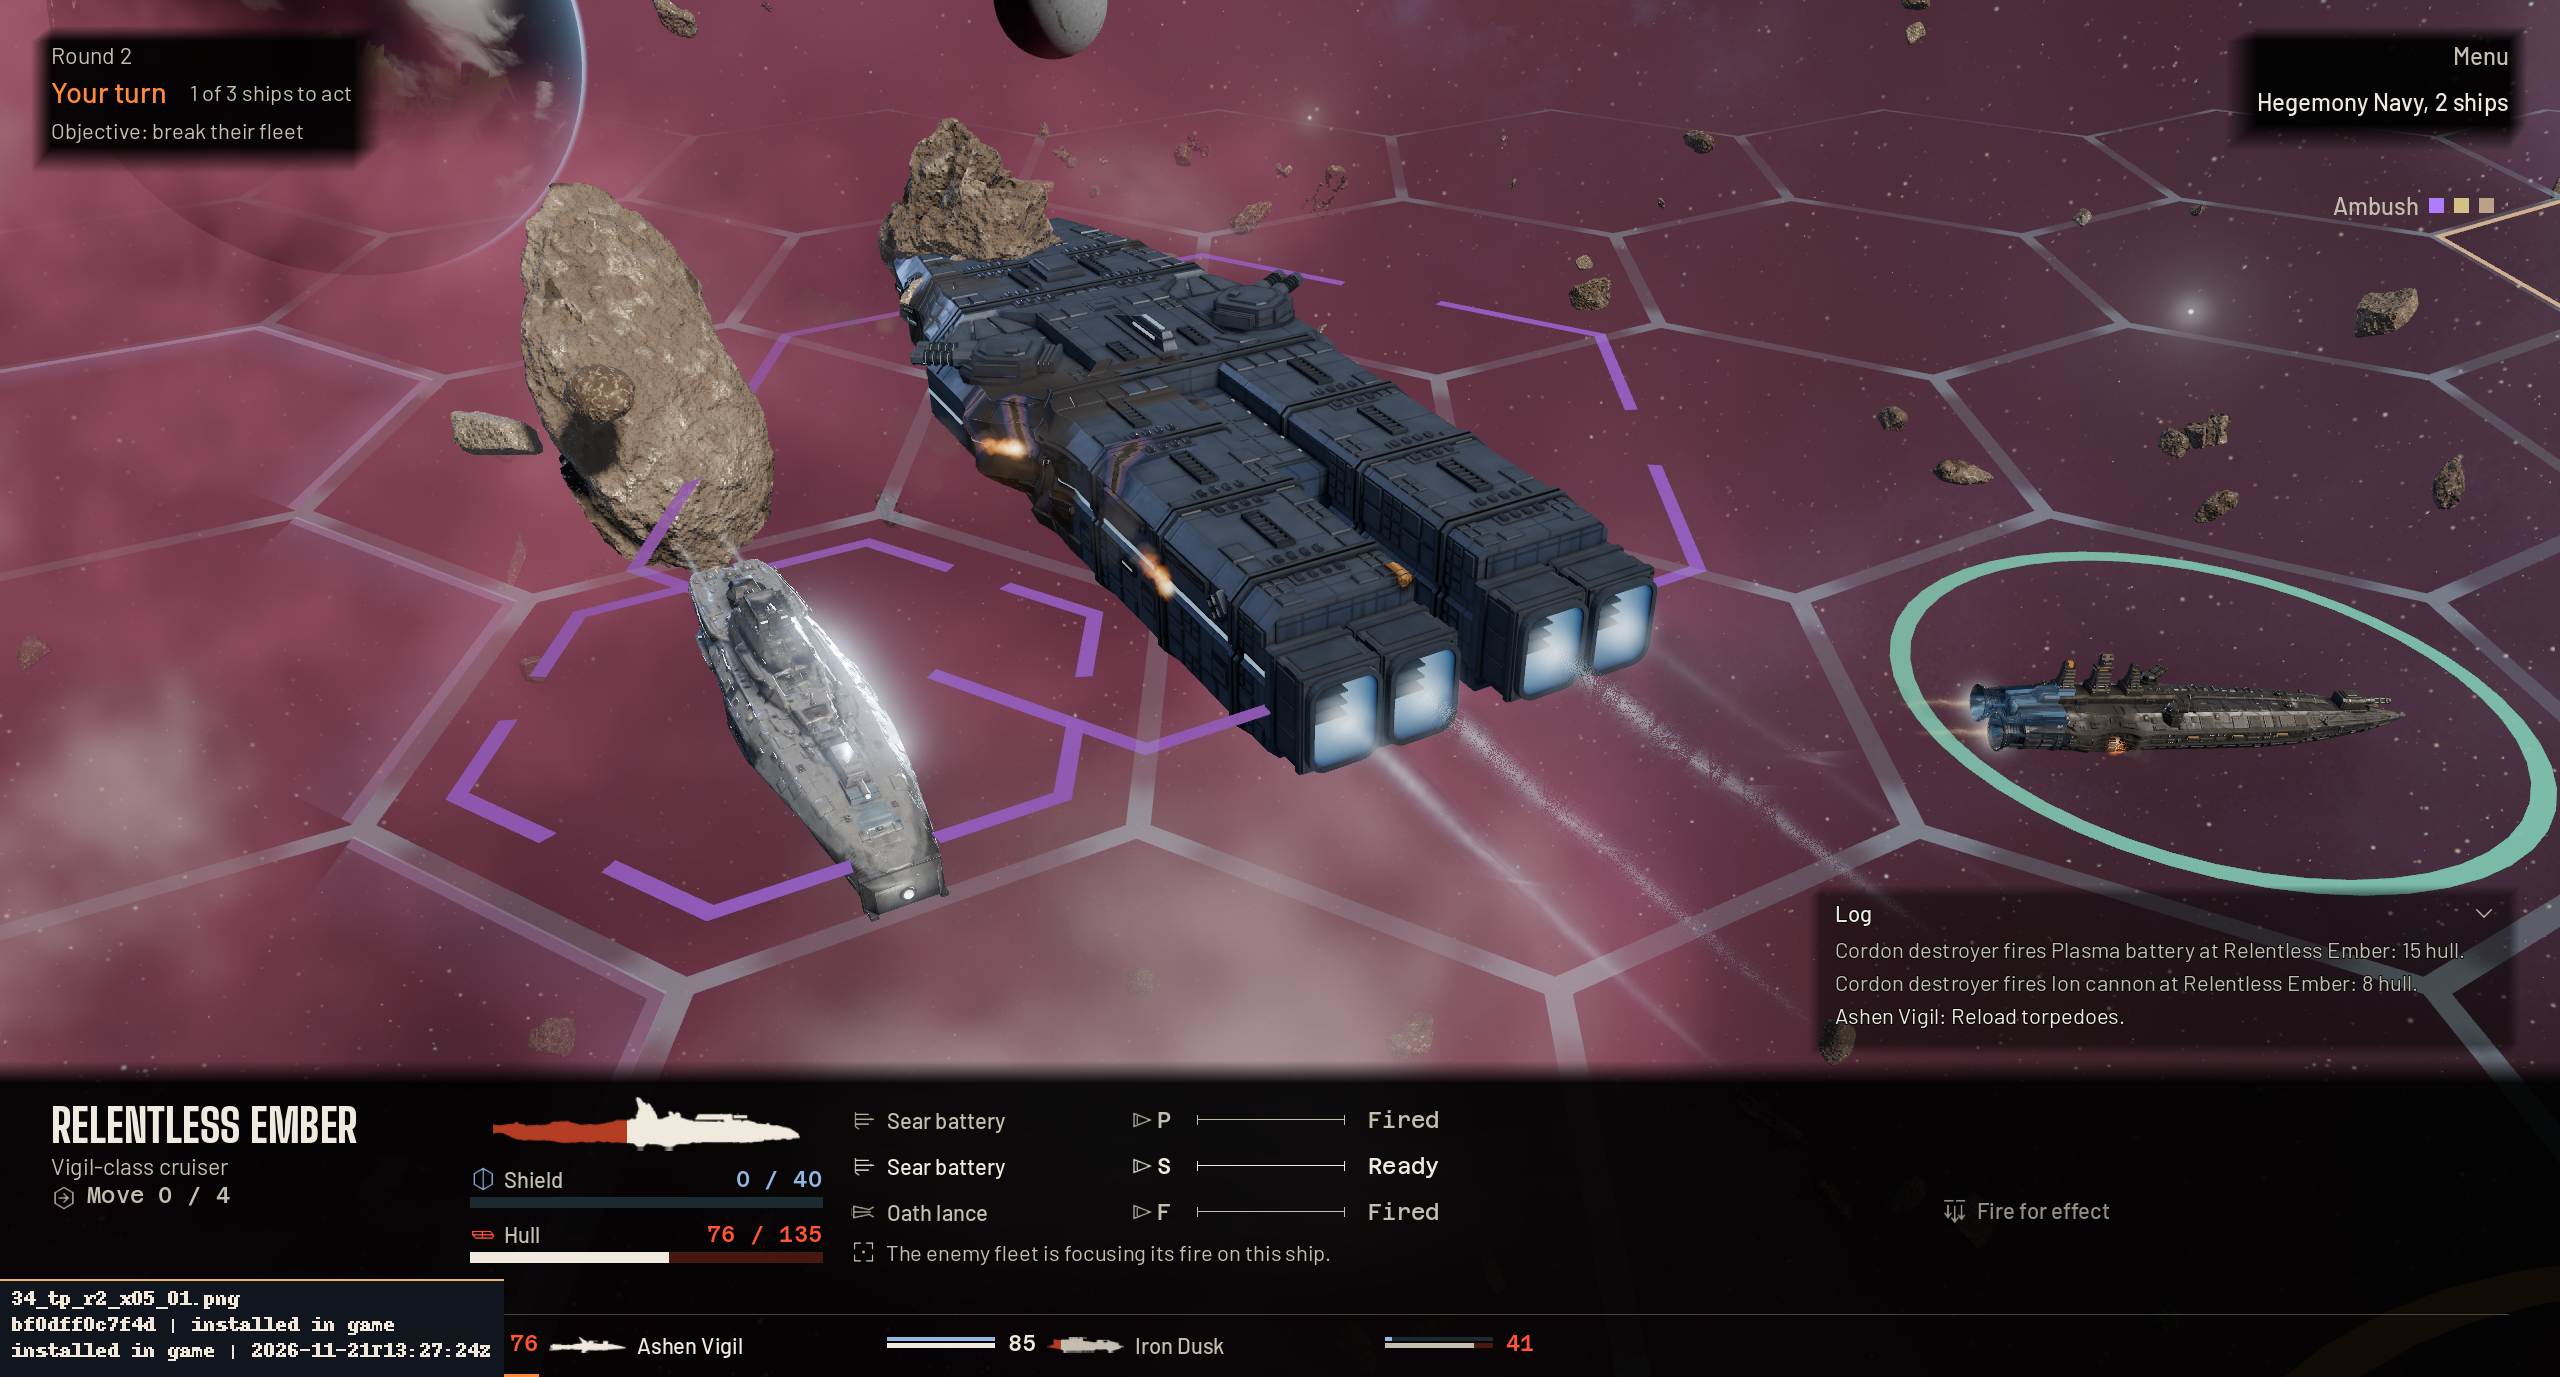 Round 2
Your turn 1 of 3 ships to act
Objective: break their fleet
Menu
Hegemony Navy, 2 ships
Ambush
Log
Cordon destroyer fires Plasma battery at Relentless Ember: 15 hull.
Cordon destroyer fires Ion cannon at Relentless Ember: 8 hull.
Ashen Vigil: Reload torpedoes.
RELENTLESS EMBER
Vigil-class cruiser
Move 0 / 4
Shield 0 / 40
Hull 76 / 135
Sear battery P Fired
Sear battery S Ready
Oath lance F Fired
The enemy fleet is focusing its fire on this ship.
Fire for effect
34_tp_r2_x05_01.png
bf0dff0c7f4d | installed in game
installed in game | 2026-11-21r13:27:24z
76 Ashen Vigil 85 Iron Dusk 41